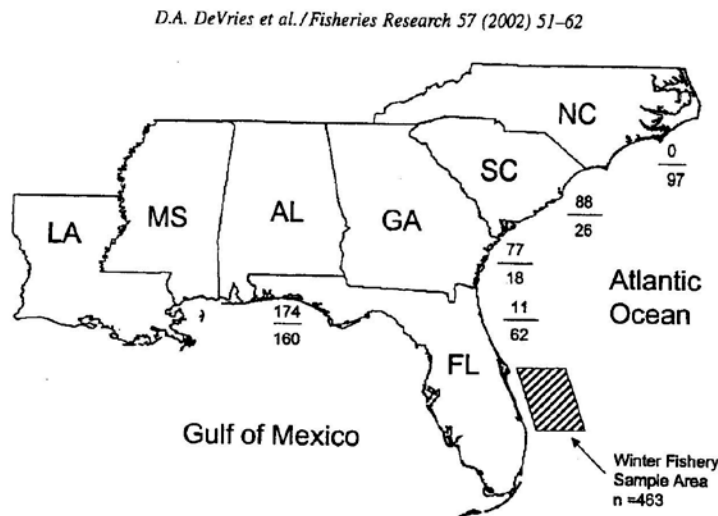 D.A. DeVries et al./Fisheries Research 57 (2002) 51–62
NC
0
97
SC
88
26
LA
MS
AL
GA
77
18
Atlantic
Ocean
174
160
11
62
FL
Gulf of Mexico
Winter Fishery
Sample Area
n =463